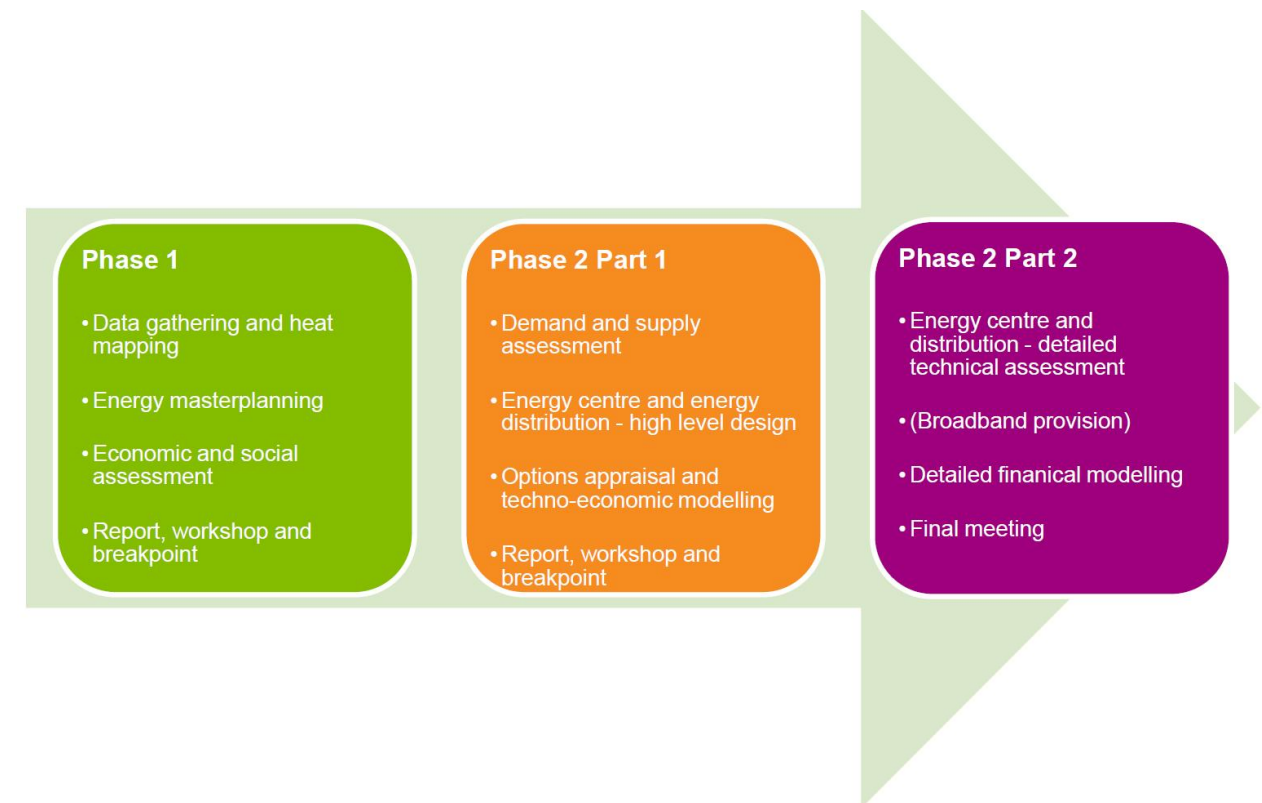 Phase 1
• Data gathering and heat
mapping
• Energy masterplanning
• Economic and social
assessment
• Report, workshop and
breakpoint
Phase 2 Part 1
• Demand and supply
assessment
• Energy centre and energy
distribution - high level design
• Options appraisal and
techno-economic modelling
• Report, workshop and
breakpoint
Phase 2 Part 2
• Energy centre and
distribution - detailed
technical assessment
• (Broadband provision)
• Detailed finanical modelling
• Final meeting